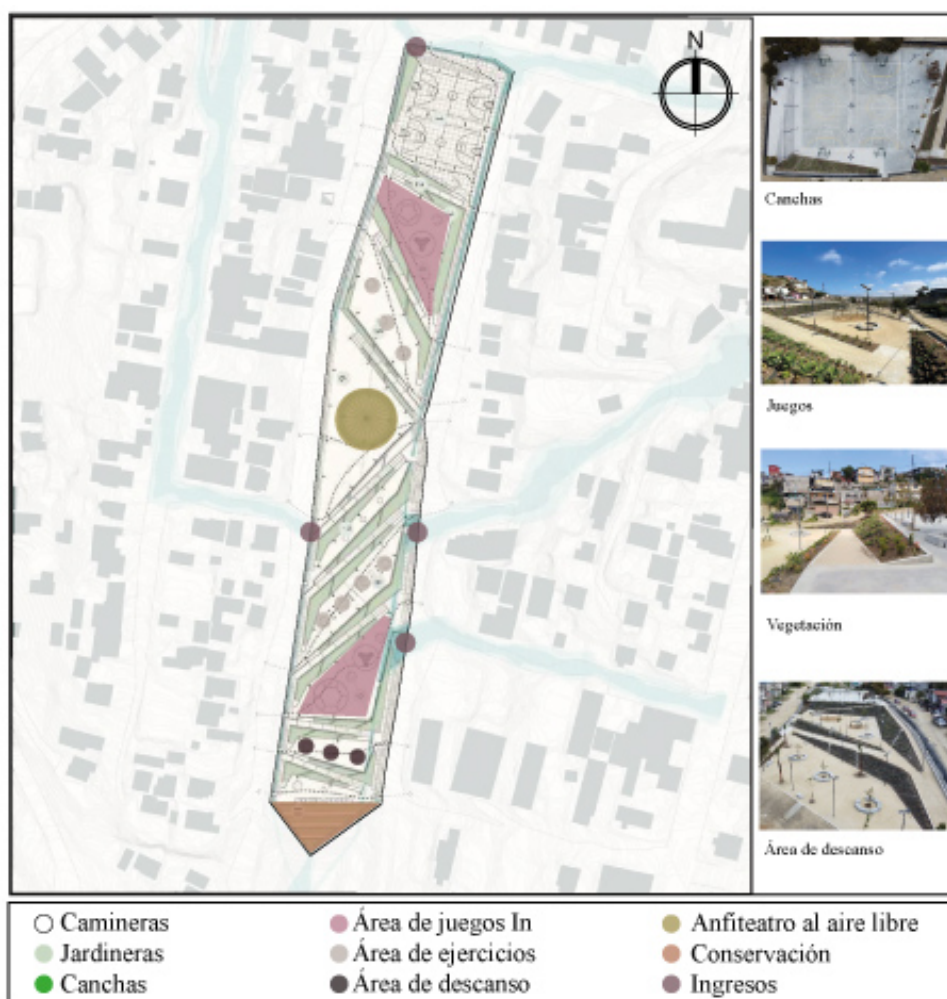 N
Canchas
Juegos
Vegetación
Área de descanso
Camineras
Jardineras
Canchas
Área de juegos In
Área de ejercicios
Área de descanso
Anfiteatro al aire libre
Conservación
Ingresos